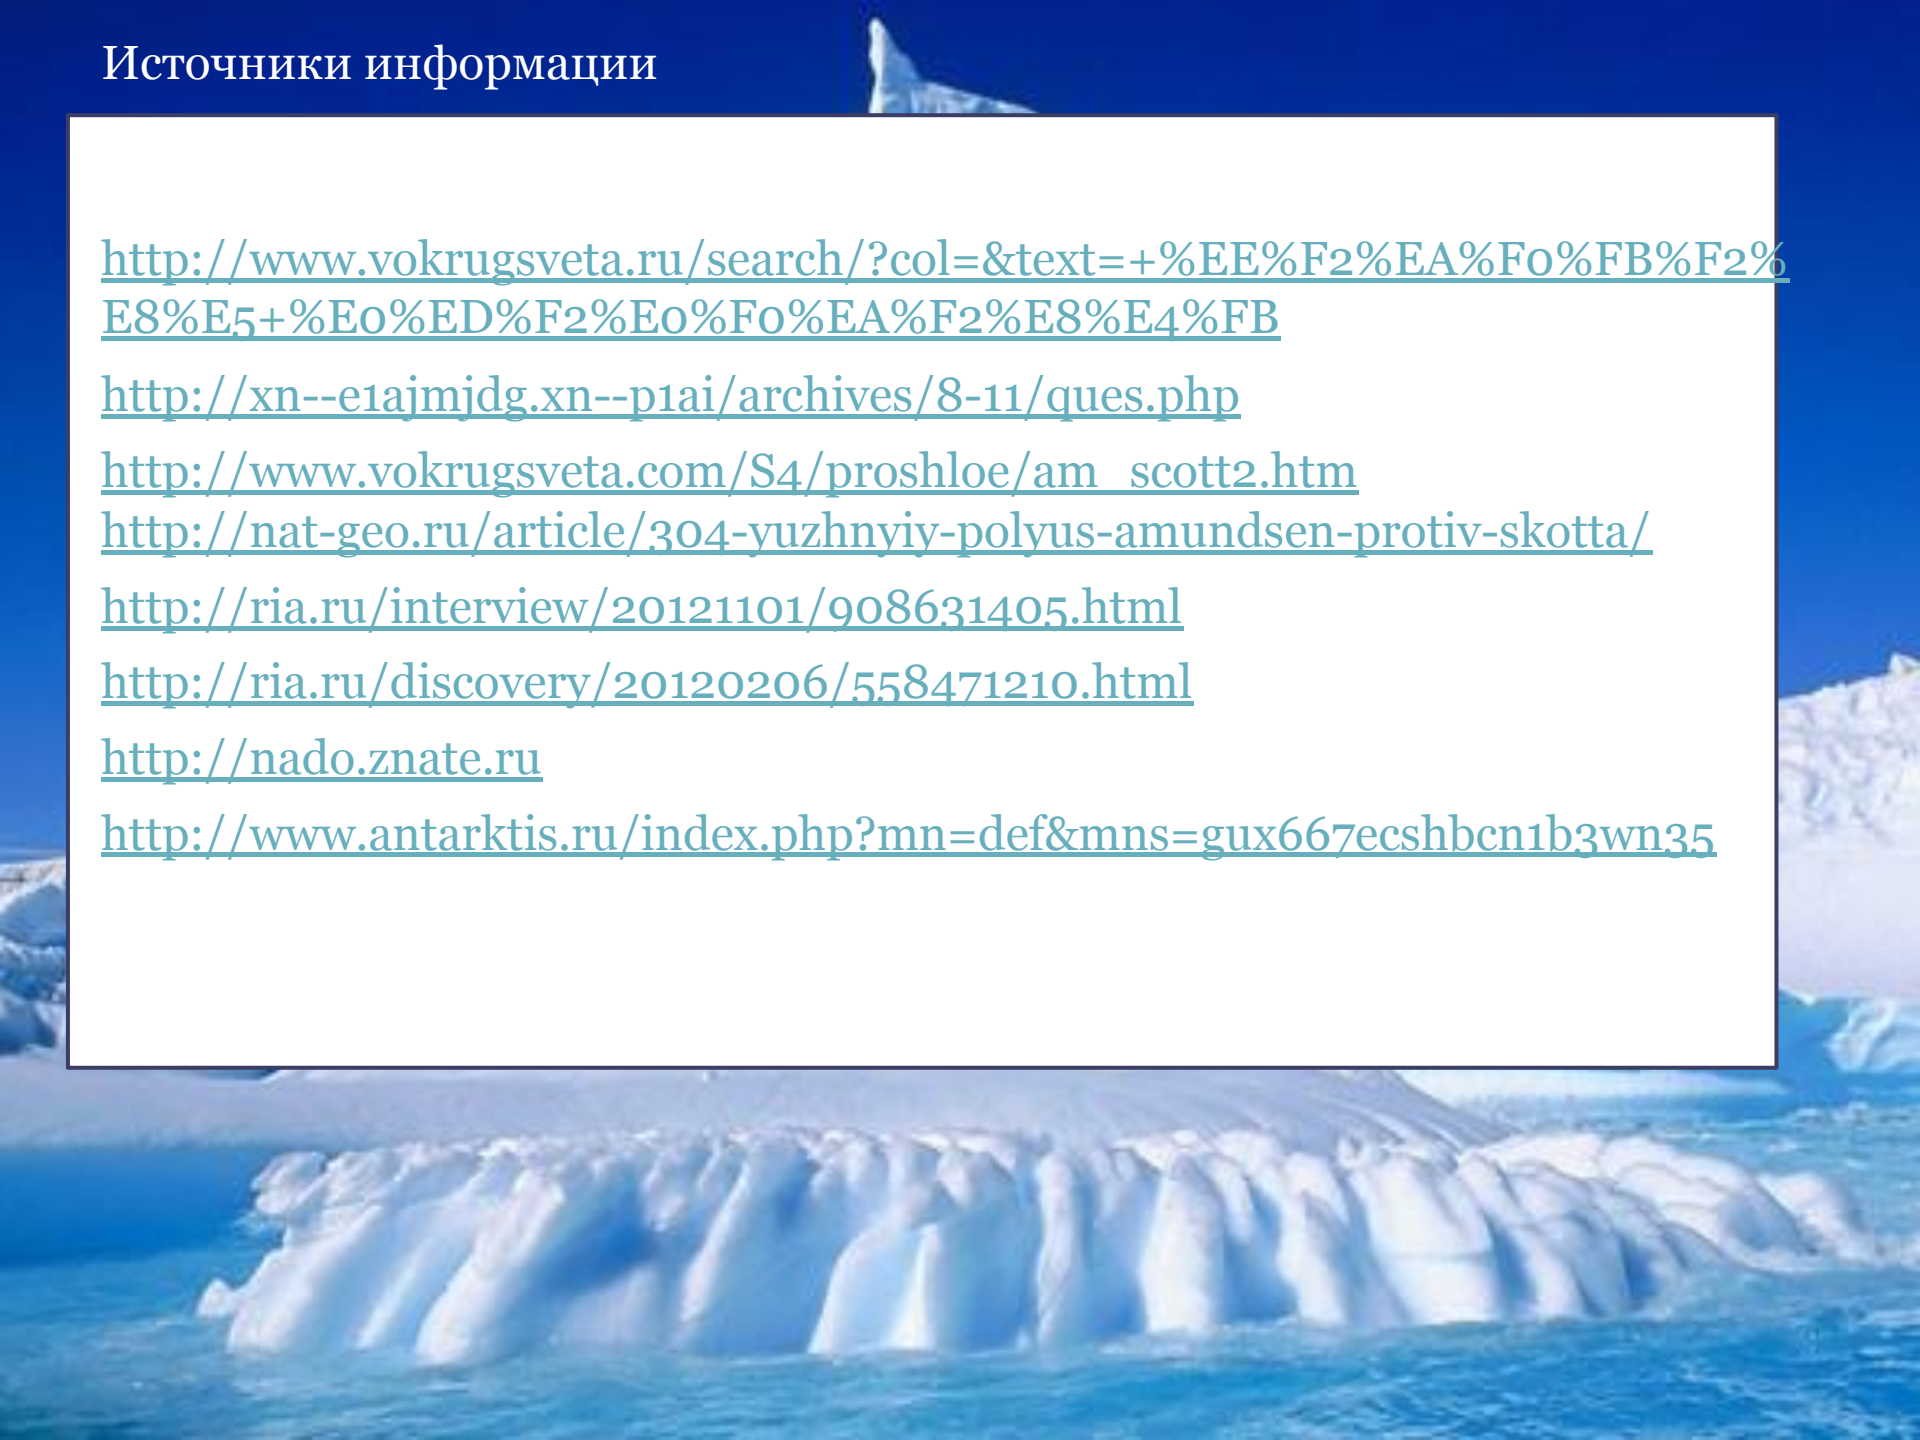 Источники информации
http://www.vokrugsveta.ru/search/?col=&text=+%EE%F2%EA%F0%FB%F2%
E8%E5+%E0%ED%F2%E0%F0%EA%F2%E8%E4%FB
http://xn--e1ajmjdg.xn--p1ai/archives/8-11/ques.php
http://www.vokrugsveta.com/S4/proshloe/am_scott2.htm
http://nat-geo.ru/article/304-yuzhnyiy-polyus-amundsen-protiv-skotta/
http://ria.ru/interview/20121101/908631405.html
http://ria.ru/discovery/20120206/558471210.html
http://nado.znate.ru
http://www.antarktis.ru/index.php?mn=def&mns=gux667ecshbcn1b3wn35